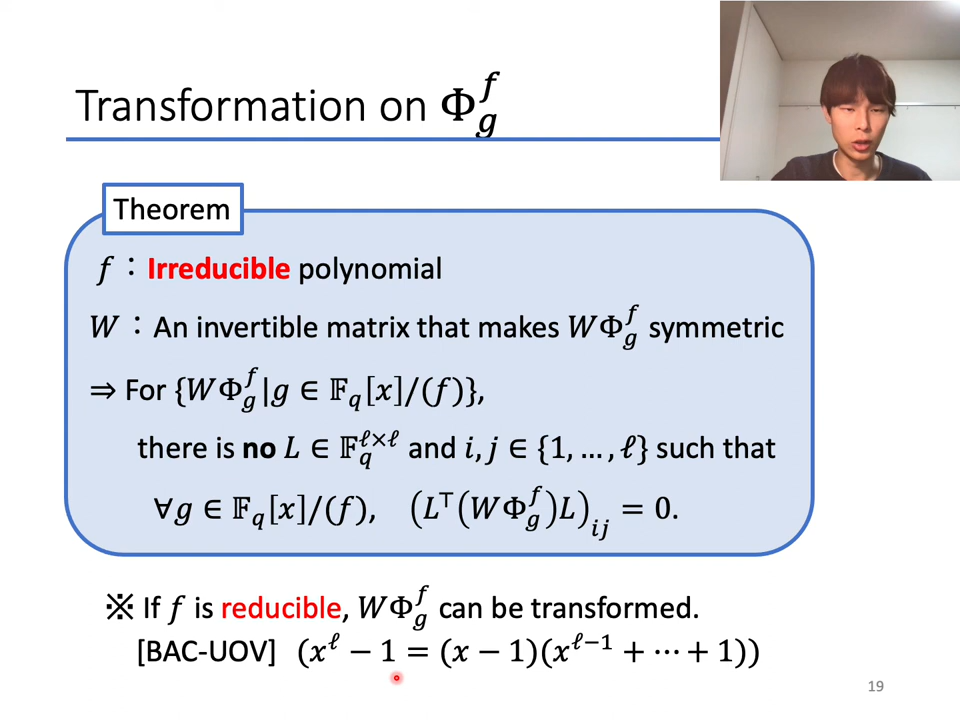 Transformation on Φ_g^f
Theorem
f : Irreducible polynomial
W : An invertible matrix that makes WΦ_g^f symmetric
⇒ For {WΦ_g^f | g ∈ 𝔽_q[x]/(f)},
there is no L ∈ 𝔽_q^{ℓ×ℓ} and i, j ∈ {1, …, ℓ} such that
∀g ∈ 𝔽_q[x]/(f), (L^⊤(WΦ_g^f)L)_{ij} = 0.
※ If f is reducible, WΦ_g^f can be transformed.
[BAC-UOV] (x^ℓ − 1 = (x − 1)(x^{ℓ−1} + ⋯ + 1))
19